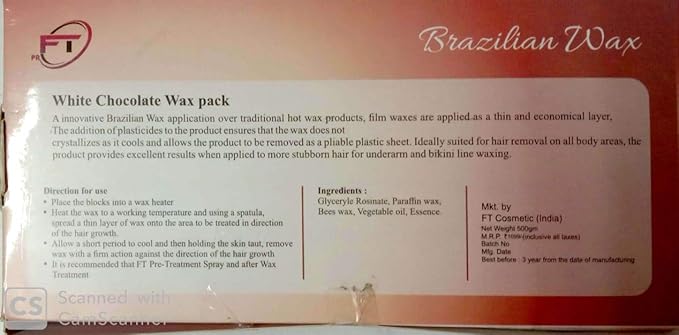 PR FT
Brazilian Wax
White Chocolate Wax pack
A innovative Brazilian Wax application over traditional hot wax products, film waxes are applied as a thin and economical layer,
The addition of plasticides to the product ensures that the wax does not
crystallizes as it cools and allows the product to be removed as a pliable plastic sheet. Ideally suited for hair removal on all body areas, the
product provides excellent results when applied to more stubborn hair for underarm and bikini line waxing.
Direction for use
• Place the blocks into a wax heater
• Heat the wax to a working temperature and using a spatula,
spread a thin layer of wax onto the area to be treated in direction
of the hair growth.
• Allow a short period to cool and then holding the skin taut, remove
wax with a firm action against the direction of the hair growth
• It is recommended that FT Pre-Treatment Spray and after Wax
Treatment
Ingredients :
Glyceryle Rosinate, Paraffin wax,
Bees wax, Vegetable oil, Essence.
Mkt. by
FT Cosmetic (India)
Net Weight 500gm
M.R.P. ₹1699/-(inclusive all taxes)
Batch No
Mfg. Date
Best before : 3 year from the date of manufacturing
CS Scanned with
CamScanner